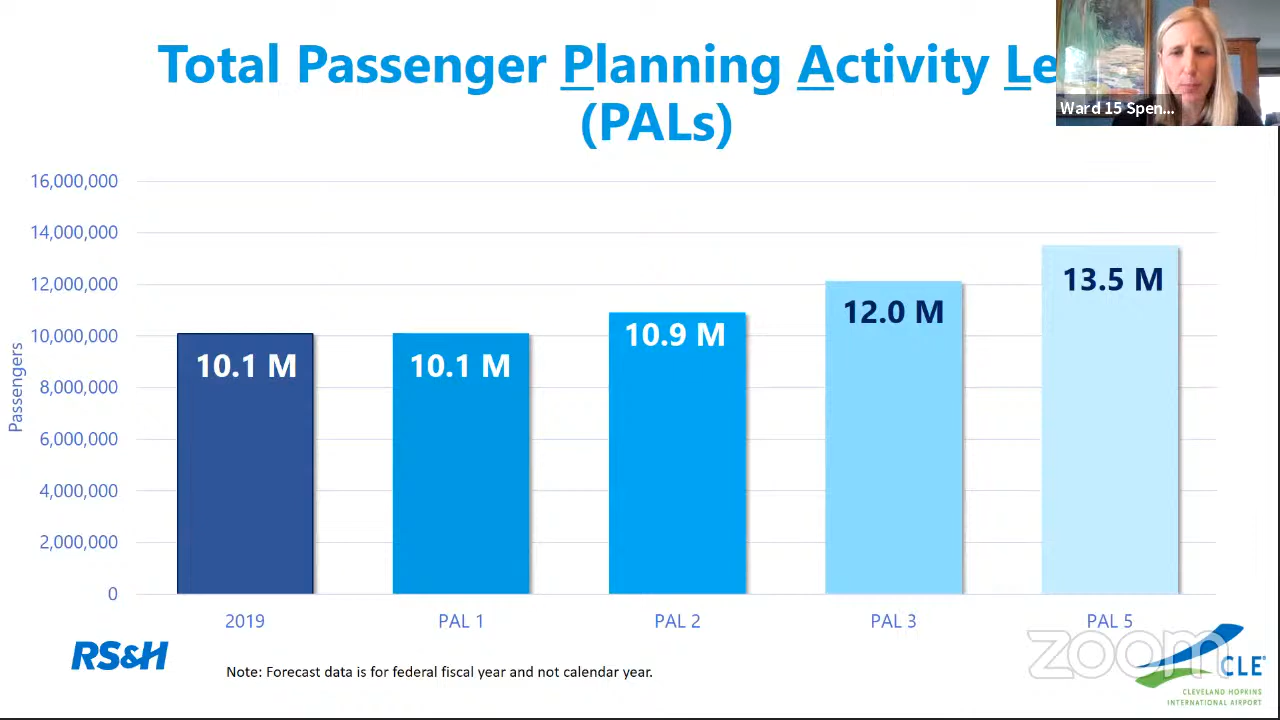 Total Passenger Planning Activity Le
(PALs)
Ward 15 Spen...
16,000,000
14,000,000
12,000,000
10,000,000
8,000,000
6,000,000
4,000,000
2,000,000
0
Passengers
10.1 M
10.1 M
10.9 M
12.0 M
13.5 M
2019
PAL 1
PAL 2
PAL 3
PAL 5
RS&H
Note: Forecast data is for federal fiscal year and not calendar year.
zoom
CLE
CLEVELAND HOPKINS
INTERNATIONAL AIRPORT